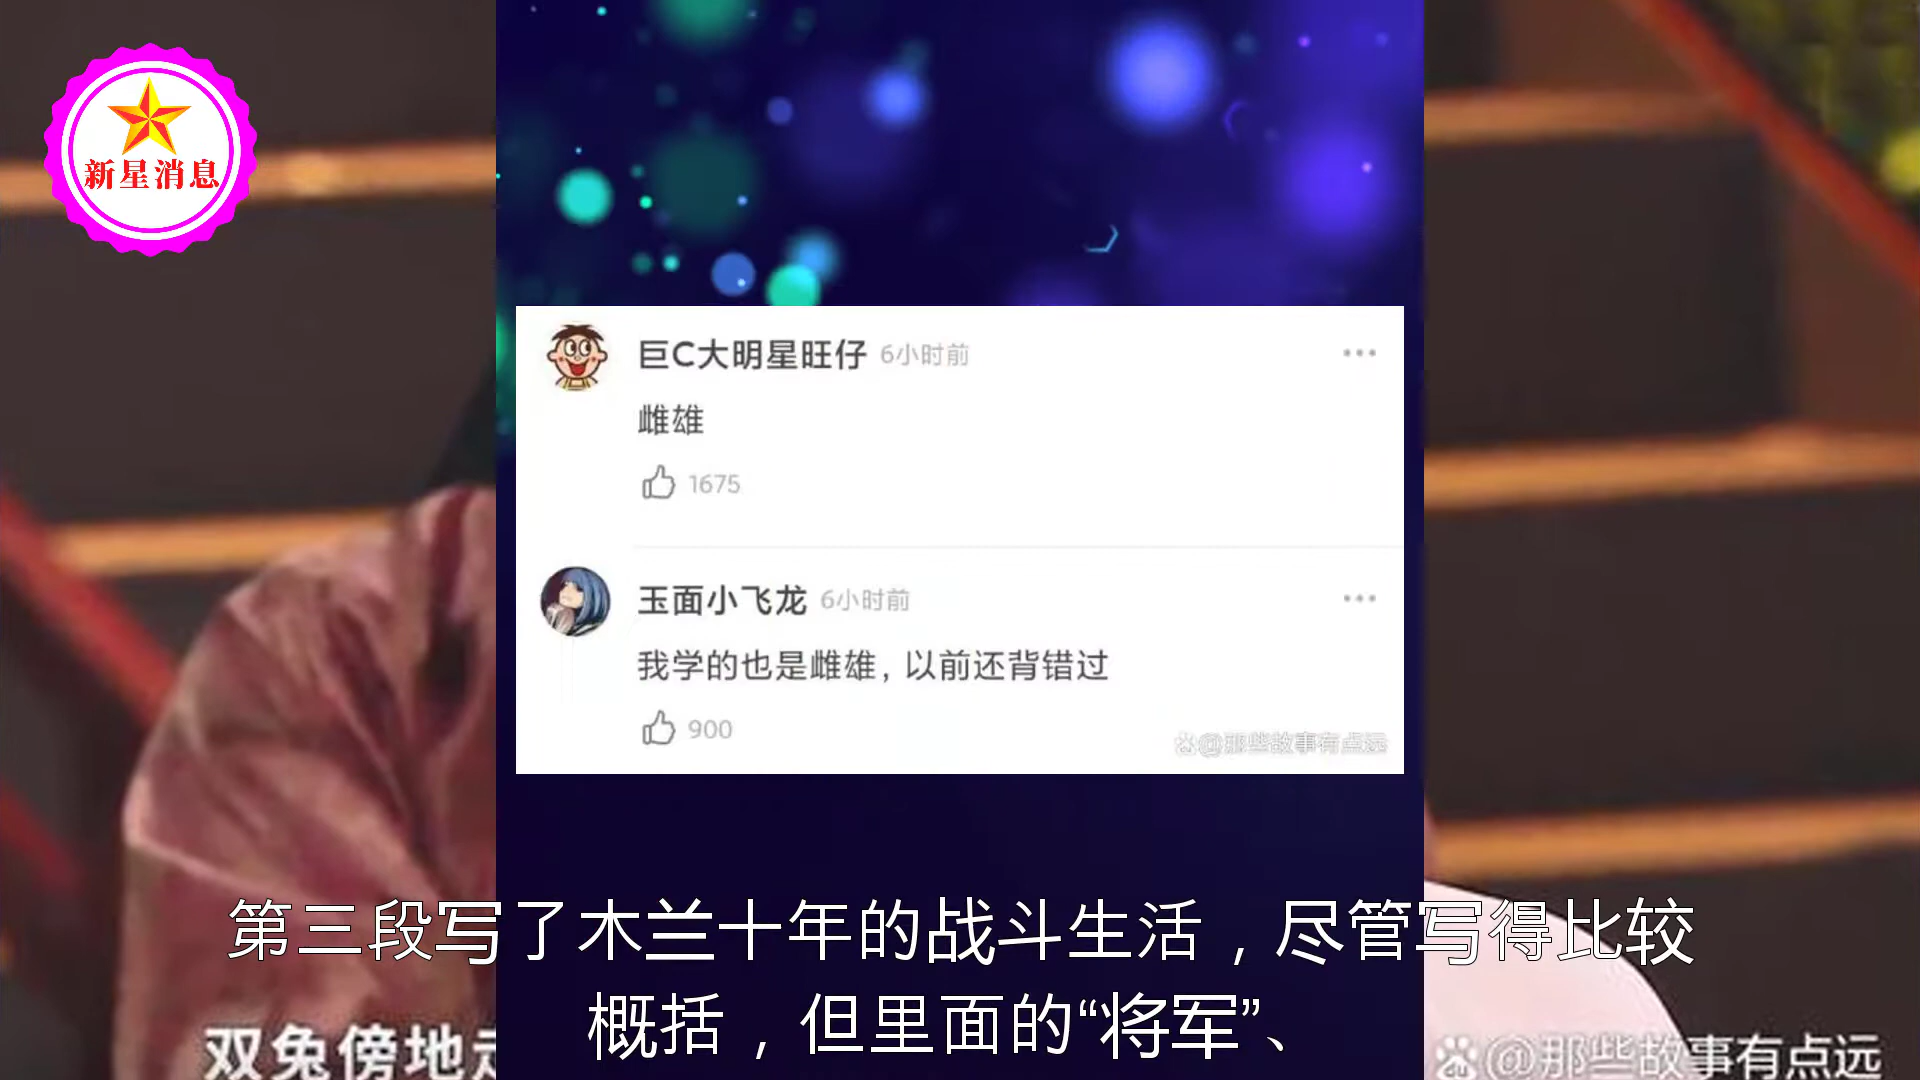 新星消息
巨C大明星旺仔 6小时前
雌雄
1675
玉面小飞龙 6小时前
我学的也是雌雄，以前还背错过
900
@那些故事有点远
第三段写了木兰十年的战斗生活，尽管写得比较
概括，但里面的“将军”、
双兔傍地走
@那些故事有点远